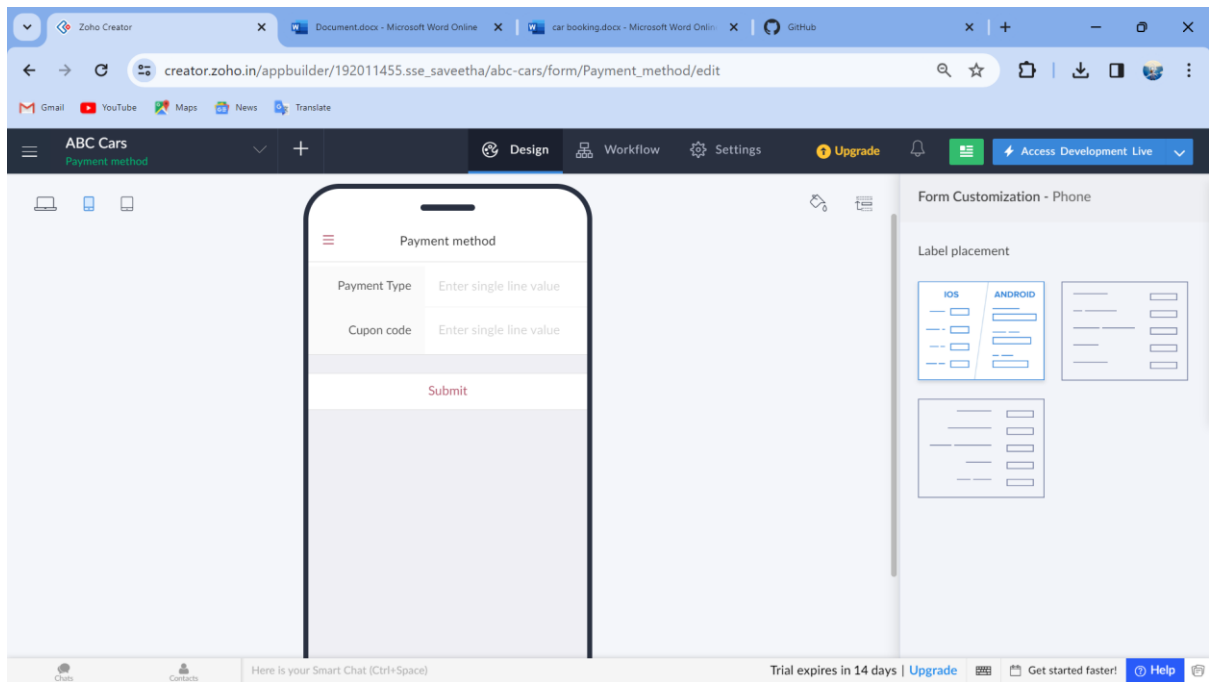 Zoho Creator
Document.docx - Microsoft Word Online
car booking.docx - Microsoft Word Onlin
GitHub
creator.zoho.in/appbuilder/192011455.sse_saveetha/abc-cars/form/Payment_method/edit
Gmail YouTube Maps News Translate
ABC Cars
Payment method
Design Workflow Settings Upgrade Access Development Live
Form Customization - Phone
Payment method
Label placement
Payment Type Enter single line value
IOS ANDROID
Cupon code Enter single line value
Submit
Chats
Contacts
Here is your Smart Chat (Ctrl+Space)
Trial expires in 14 days | Upgrade
Get started faster!
Help